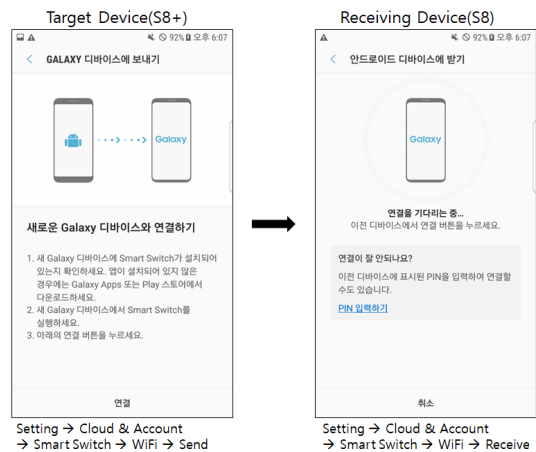 Target Device(S8+)
92% 오후 6:07
< GALAXY 디바이스에 보내기
Galaxy
새로운 Galaxy 디바이스와 연결하기
1. 새 Galaxy 디바이스에 Smart Switch가 설치되어
있는지 확인하세요. 앱이 설치되어 있지 않은
경우에는 Galaxy Apps 또는 Play 스토어에서
다운로드하세요.
2. 새 Galaxy 디바이스에서 Smart Switch를
실행하세요.
3. 아래의 연결 버튼을 누르세요.
연결
Setting → Cloud & Account
→ Smart Switch → WiFi → Send
Receiving Device(S8)
92% 오후 6:07
< 안드로이드 디바이스에 받기
Galaxy
연결을 기다리는 중...
이전 디바이스에서 연결 버튼을 누르세요.
연결이 잘 안되나요?
이전 디바이스에 표시된 PIN을 입력하여 연결할
수도 있습니다.
PIN 입력하기
취소
Setting → Cloud & Account
→ Smart Switch → WiFi → Receive